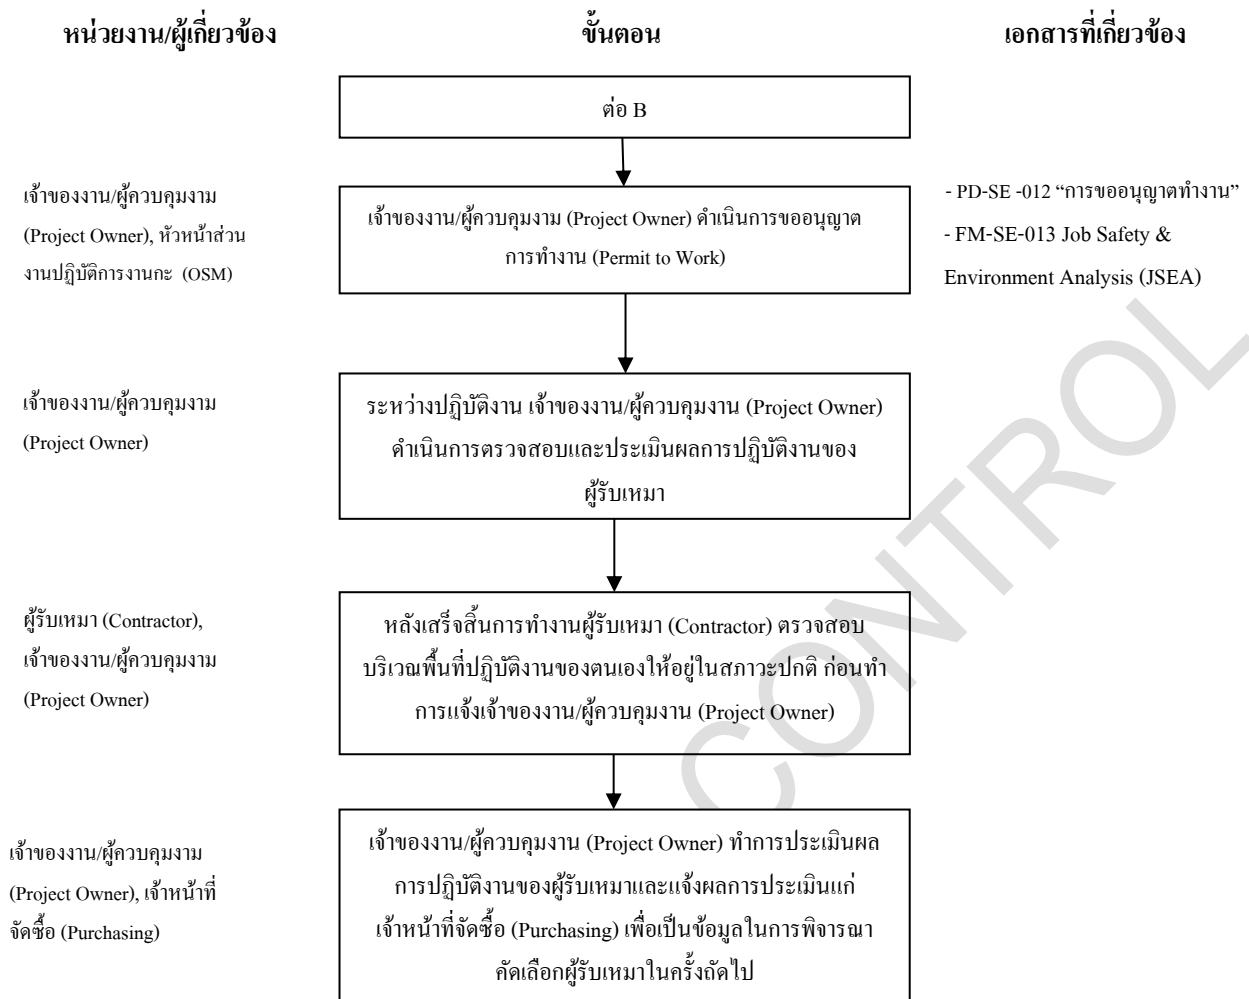 หน่วยงาน/ผู้เกี่ยวข้อง
ขั้นตอน
เอกสารที่เกี่ยวข้อง
ต่อ B
เจ้าของงาน/ผู้ควบคุมงาม
(Project Owner), หัวหน้าส่วน
งานปฏิบัติการงานกะ (OSM)
เจ้าของงาน/ผู้ควบคุมงาม (Project Owner) ดำเนินการขออนุญาต
การทำงาน (Permit to Work)
- PD-SE -012 “การขออนุญาตทำงาน”
- FM-SE-013 Job Safety &
Environment Analysis (JSEA)
เจ้าของงาน/ผู้ควบคุมงาม
(Project Owner)
ระหว่างปฏิบัติงาน เจ้าของงาน/ผู้ควบคุมงาน (Project Owner)
ดำเนินการตรวจสอบและประเมินผลการปฏิบัติงานของ
ผู้รับเหมา
ผู้รับเหมา (Contractor),
เจ้าของงาน/ผู้ควบคุมงาม
(Project Owner)
หลังเสร็จสิ้นการทำงานผู้รับเหมา (Contractor) ตรวจสอบ
บริเวณพื้นที่ปฏิบัติงานของตนเองให้อยู่ในสภาวะปกติ ก่อนทำ
การแจ้งเจ้าของงาน/ผู้ควบคุมงาน (Project Owner)
เจ้าของงาน/ผู้ควบคุมงาม
(Project Owner), เจ้าหน้าที่
จัดซื้อ (Purchasing)
เจ้าของงาน/ผู้ควบคุมงาน (Project Owner) ทำการประเมินผล
การปฏิบัติงานของผู้รับเหมาและแจ้งผลการประเมินแก่
เจ้าหน้าที่จัดซื้อ (Purchasing) เพื่อเป็นข้อมูลในการพิจารณา
คัดเลือกผู้รับเหมาในครั้งถัดไป
CONTROL